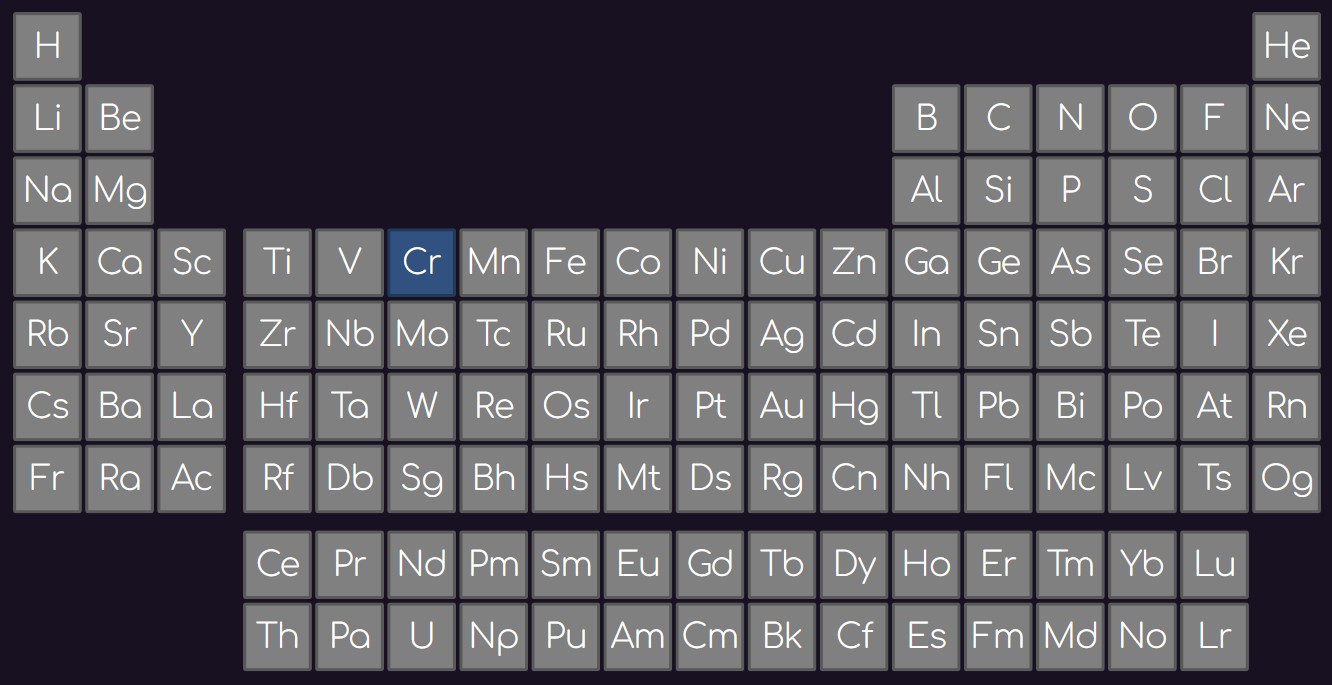 H He
Li Be B C N O F Ne
Na Mg Al Si P S Cl Ar
K Ca Sc Ti V Cr Mn Fe Co Ni Cu Zn Ga Ge As Se Br Kr
Rb Sr Y Zr Nb Mo Tc Ru Rh Pd Ag Cd In Sn Sb Te I Xe
Cs Ba La Hf Ta W Re Os Ir Pt Au Hg Tl Pb Bi Po At Rn
Fr Ra Ac Rf Db Sg Bh Hs Mt Ds Rg Cn Nh Fl Mc Lv Ts Og
Ce Pr Nd Pm Sm Eu Gd Tb Dy Ho Er Tm Yb Lu
Th Pa U Np Pu Am Cm Bk Cf Es Fm Md No Lr